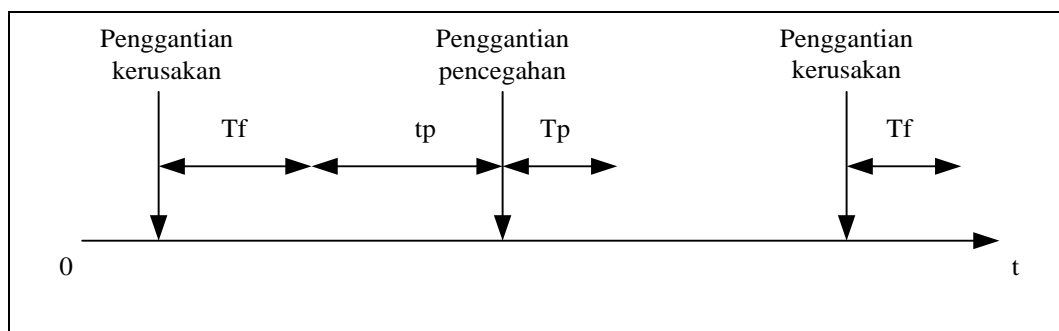 Penggantian
kerusakan
Penggantian
pencegahan
Penggantian
kerusakan
Tf
tp
Tp
Tf
0
t